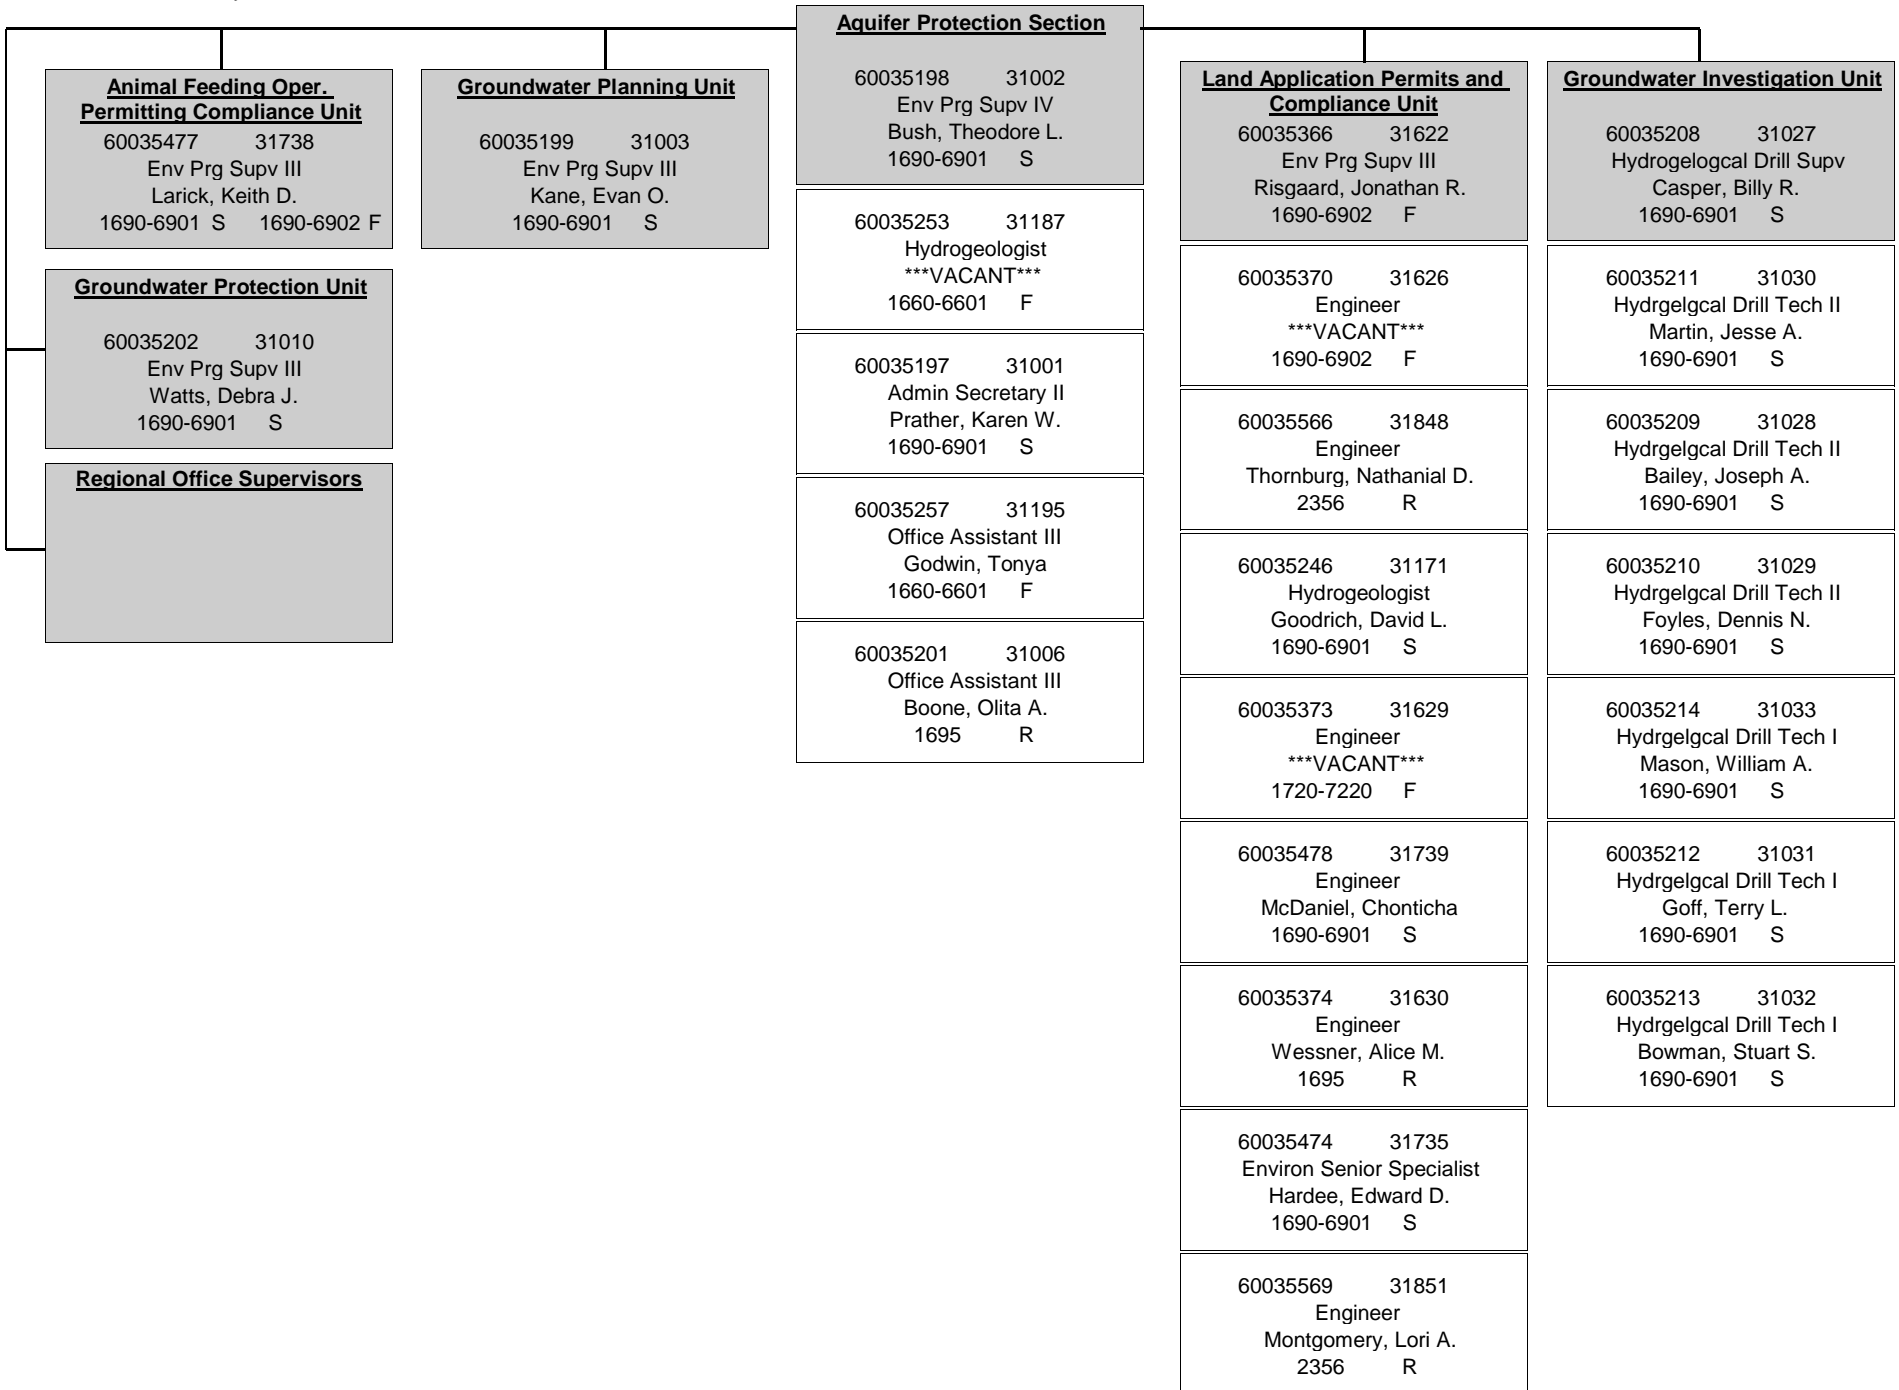 Aquifer Protection Section
60035198 31002
Env Prg Supv IV
Bush, Theodore L.
1690-6901 S
60035253 31187
Hydrogeologist
***VACANT***
1660-6601 F
60035197 31001
Admin Secretary II
Prather, Karen W.
1690-6901 S
60035257 31195
Office Assistant III
Godwin, Tonya
1660-6601 F
60035201 31006
Office Assistant III
Boone, Olita A.
1695 R
Animal Feeding Oper.
Permitting Compliance Unit
60035477 31738
Env Prg Supv III
Larick, Keith D.
1690-6901 S 1690-6902 F
Groundwater Protection Unit
60035202 31010
Env Prg Supv III
Watts, Debra J.
1690-6901 S
Regional Office Supervisors
Groundwater Planning Unit
60035199 31003
Env Prg Supv III
Kane, Evan O.
1690-6901 S
Land Application Permits and
Compliance Unit
60035366 31622
Env Prg Supv III
Risgaard, Jonathan R.
1690-6902 F
60035370 31626
Engineer
***VACANT***
1690-6902 F
60035566 31848
Engineer
Thornburg, Nathanial D.
2356 R
60035246 31171
Hydrogeologist
Goodrich, David L.
1690-6901 S
60035373 31629
Engineer
***VACANT***
1720-7220 F
60035478 31739
Engineer
McDaniel, Chonticha
1690-6901 S
60035374 31630
Engineer
Wessner, Alice M.
1695 R
60035474 31735
Environ Senior Specialist
Hardee, Edward D.
1690-6901 S
60035569 31851
Engineer
Montgomery, Lori A.
2356 R
Groundwater Investigation Unit
60035208 31027
Hydrogelogcal Drill Supv
Casper, Billy R.
1690-6901 S
60035211 31030
Hydrgelgcal Drill Tech II
Martin, Jesse A.
1690-6901 S
60035209 31028
Hydrgelgcal Drill Tech II
Bailey, Joseph A.
1690-6901 S
60035210 31029
Hydrgelgcal Drill Tech II
Foyles, Dennis N.
1690-6901 S
60035214 31033
Hydrgelgcal Drill Tech I
Mason, William A.
1690-6901 S
60035212 31031
Hydrgelgcal Drill Tech I
Goff, Terry L.
1690-6901 S
60035213 31032
Hydrgelgcal Drill Tech I
Bowman, Stuart S.
1690-6901 S